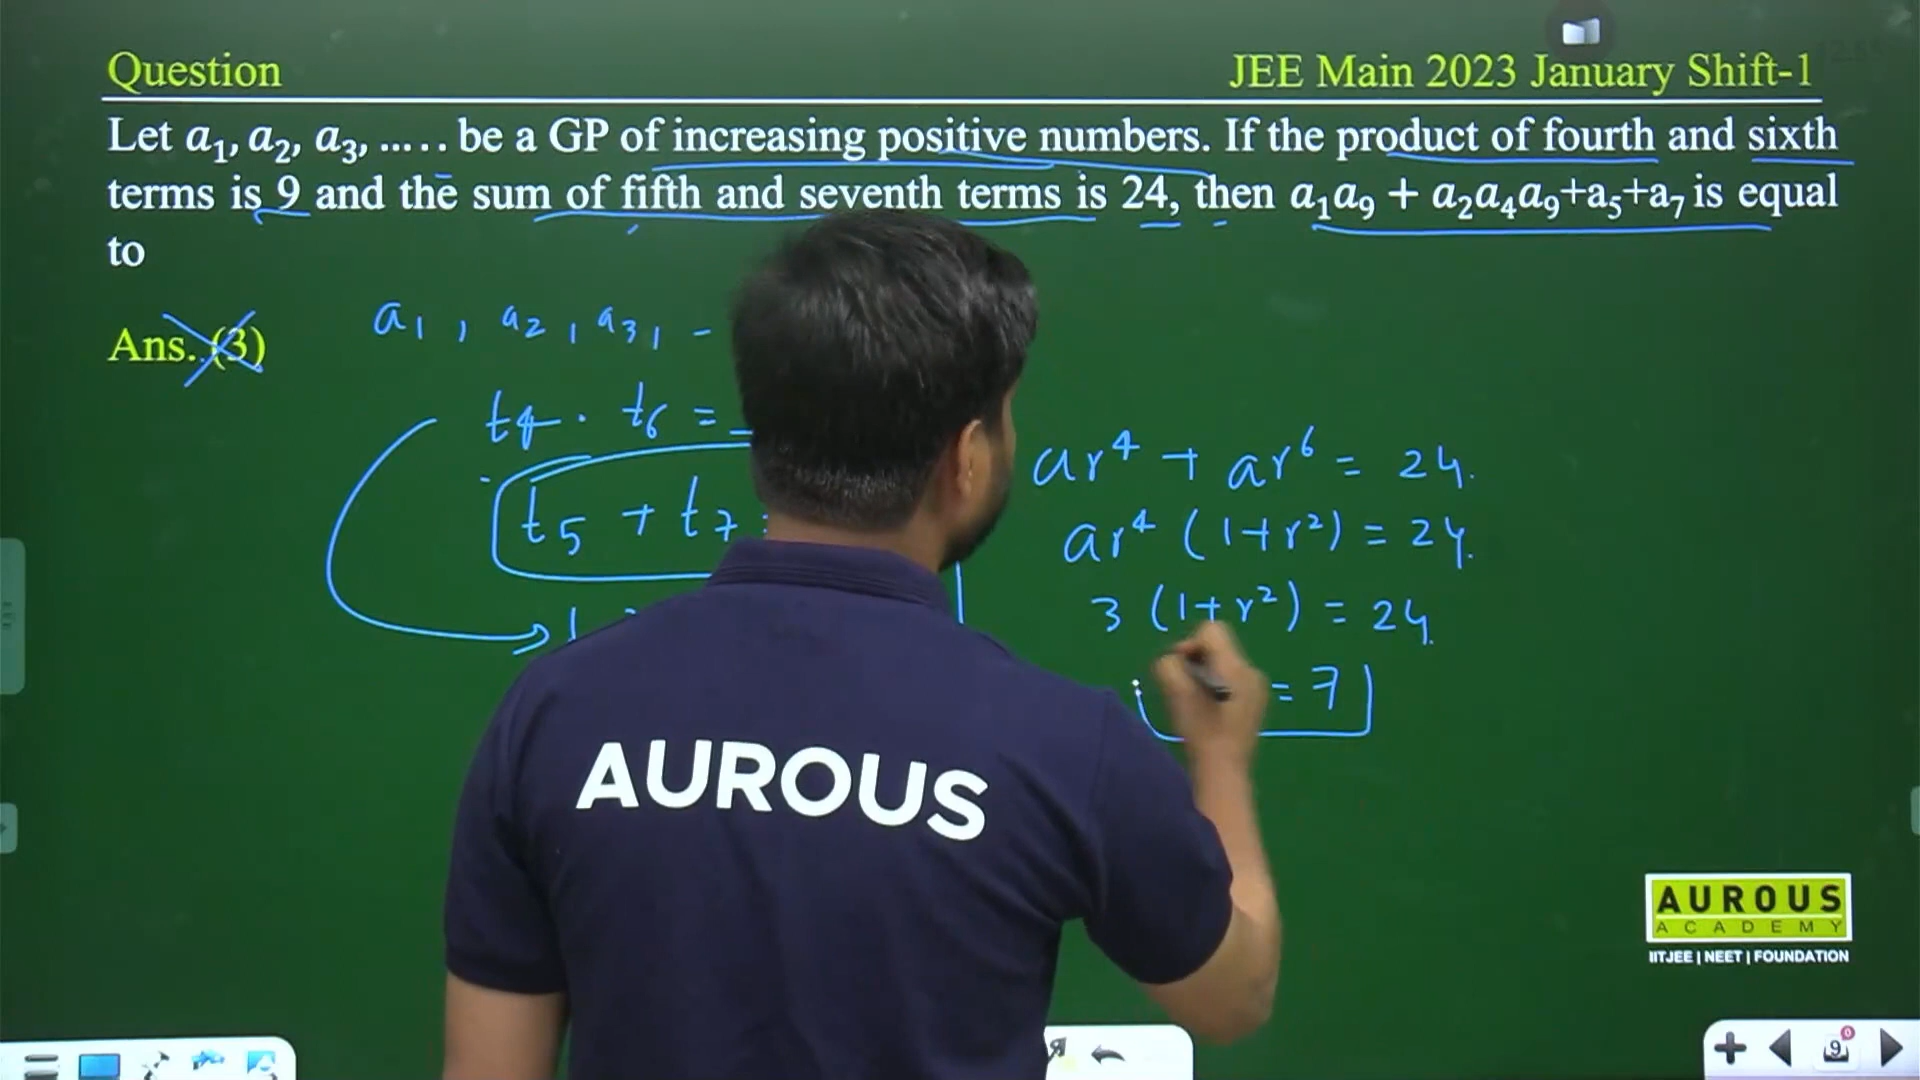 Question
JEE Main 2023 January Shift-1
Let a₁, a₂, a₃, ..... be a GP of increasing positive numbers. If the product of fourth and sixth
terms is 9 and the sum of fifth and seventh terms is 24, then a₁a₉ + a₂a₄a₉+a₅+a₇ is equal
to
Ans. (3)
a₁ , a₂ , a₃ , -
t₄ · t₆ =
t₅ + t₇
ar⁴ + ar⁶ = 24.
ar⁴ (1+r²) = 24.
3 (1+r²) = 24.
= 7
AUROUS
AUROUS
ACADEMY
IITJEE | NEET | FOUNDATION
9
0